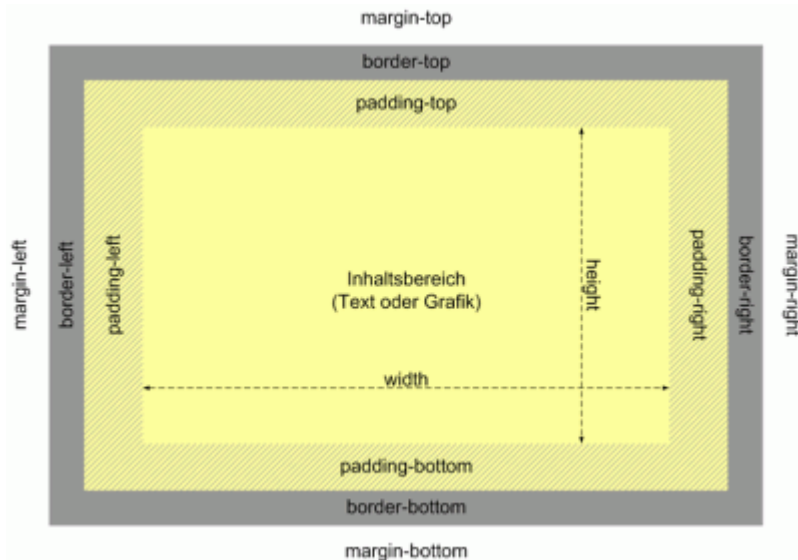 margin-top
border-top
padding-top
margin-left
border-left
padding-left
Inhaltsbereich
(Text oder Grafik)
height
padding-right
border-right
margin-right
width
padding-bottom
border-bottom
margin-bottom